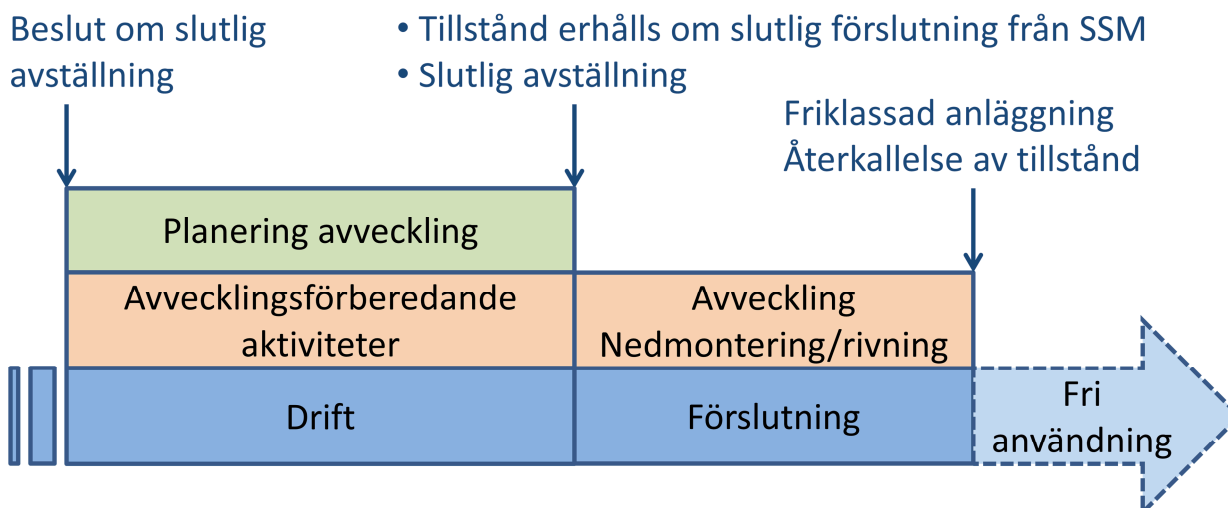 Beslut om slutlig
avställning
• Tillstånd erhålls om slutlig förslutning från SSM
• Slutlig avställning
Friklassad anläggning
Återkallelse av tillstånd
Planering avveckling
Avvecklingsförberedande
aktiviteter
Avveckling
Nedmontering/rivning
Drift
Förslutning
Fri
användning